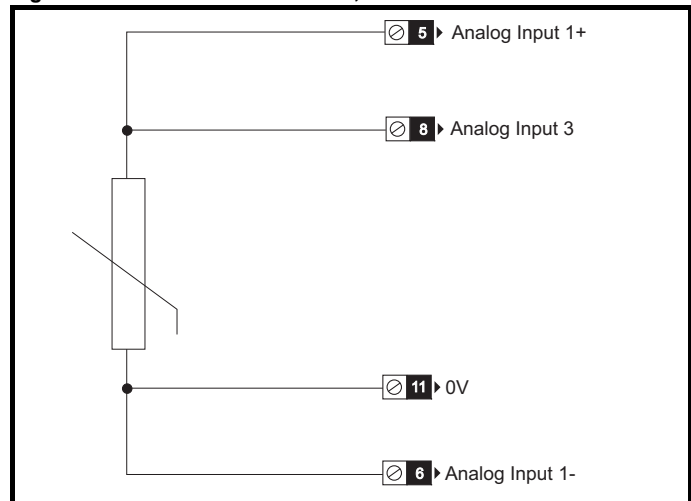 5 Analog Input 1+
8 Analog Input 3
11 0V
6 Analog Input 1-